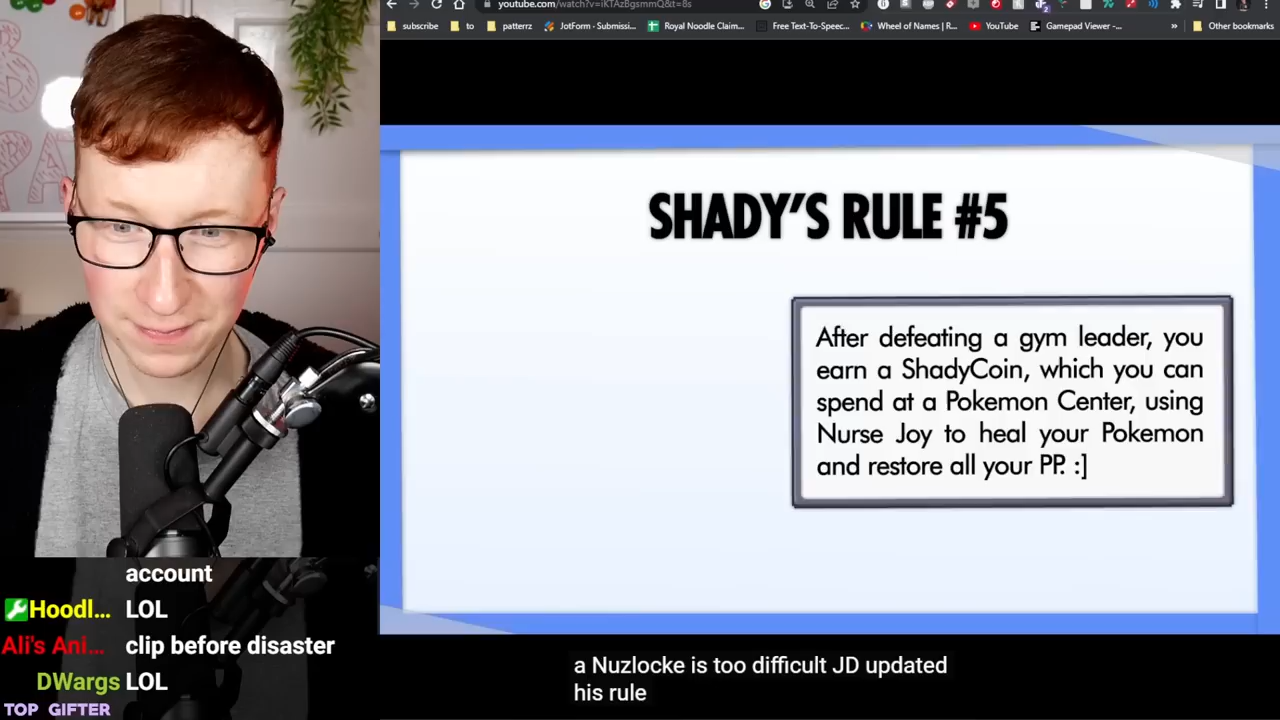 youtube.com/watch?v=iKTAzBgsmmQ&t=8s
subscribe
to
patterrz
JotForm - Submissi...
Royal Noodle Claim...
Free Text-To-Speec...
Wheel of Names | R...
YouTube
Gamepad Viewer -...
»
Other bookmarks
SHADY'S RULE #5
After defeating a gym leader, you
earn a ShadyCoin, which you can
spend at a Pokemon Center, using
Nurse Joy to heal your Pokemon
and restore all your PP. :]
account
Hoodl... LOL
Ali's Ani... clip before disaster
DWargs LOL
TOP GIFTER
a Nuzlocke is too difficult JD updated
his rule